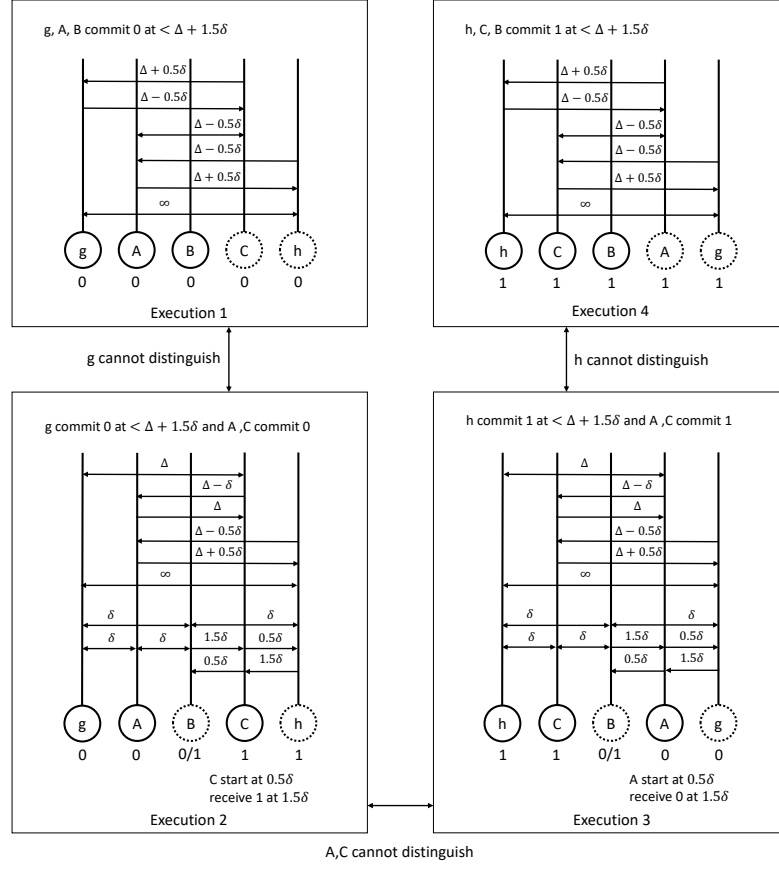 g, A, B commit 0 at < Δ + 1.5δ
Δ + 0.5δ
Δ − 0.5δ
Δ − 0.5δ
Δ − 0.5δ
Δ + 0.5δ
∞
g A B C h
0 0 0 0 0
Execution 1
h, C, B commit 1 at < Δ + 1.5δ
Δ + 0.5δ
Δ − 0.5δ
Δ − 0.5δ
Δ − 0.5δ
Δ + 0.5δ
∞
h C B A g
1 1 1 1 1
Execution 4
g cannot distinguish
h cannot distinguish
g commit 0 at < Δ + 1.5δ and A ,C commit 0
Δ
Δ − δ
Δ
Δ − 0.5δ
Δ + 0.5δ
∞
δ δ
δ δ 1.5δ 0.5δ
0.5δ 1.5δ
g A B C h
0 0 0/1 1 1
C start at 0.5δ
receive 1 at 1.5δ
Execution 2
h commit 1 at < Δ + 1.5δ and A ,C commit 1
Δ
Δ − δ
Δ
Δ − 0.5δ
Δ + 0.5δ
∞
δ δ
δ δ 1.5δ 0.5δ
0.5δ 1.5δ
h C B A g
1 1 0/1 0 0
A start at 0.5δ
receive 0 at 1.5δ
Execution 3
A,C cannot distinguish